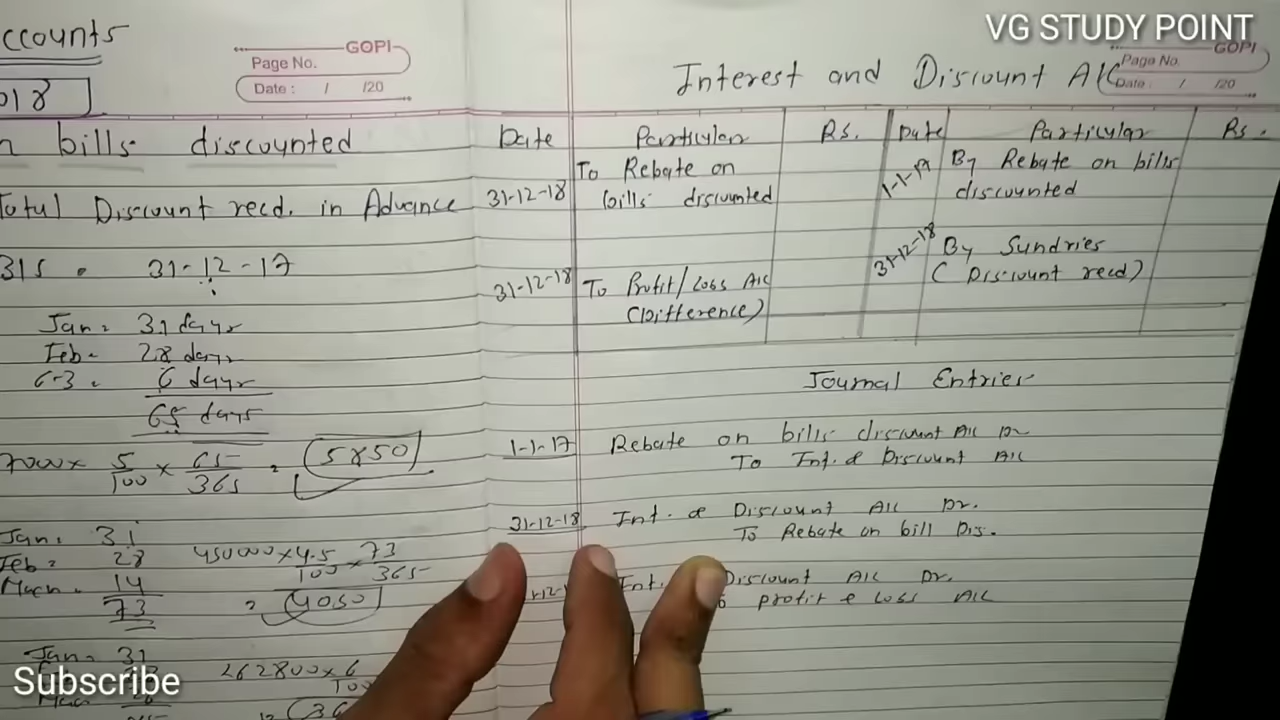 VG STUDY POINT
ccounts
GOPI
Page No.
Date : / /20
018
n bills discounted
Total Discount recd. in Advance
31-12-17
Jan = 31 days
Feb - 28 days
6-3 = 6 days
65 days
7000 × 5/100 × 65/365 = 5850
Jan = 31
Feb = 28
March = 14
73
450000 × 4.5/100 × 73/365
= 4050
Jan = 31
262800 × 6
100
GOPI
Page No.
Date : / /20
Interest and Discount A/C
Date Particular Rs. Date Particular Rs.
31-12-18 To Rebate on
bills discounted
1-1-17 By Rebate on bills
discounted
31-12-18 To Profit/Loss A/C
(Difference)
31-12-18 By Sundries
(Discount recd)
Journal Entries
1-1-17 Rebate on bills discount A/C Dr
To Int. & Discount A/C
31-12-18 Int. & Discount A/C Dr.
To Rebate on bill Dis.
Int. Discount A/C Dr.
profit & Loss A/C
Subscribe